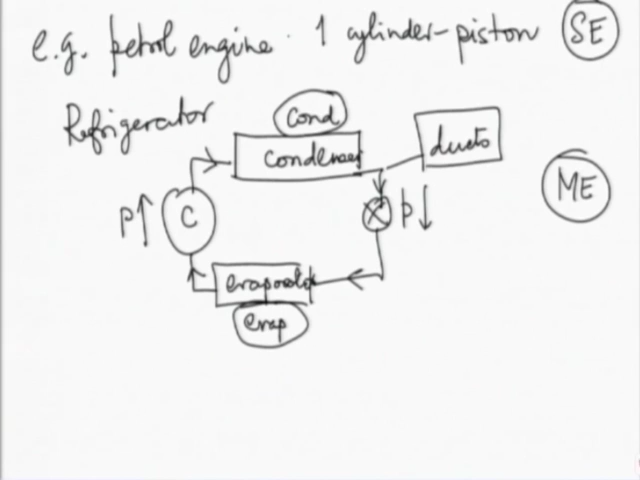 e.g. petrol engine. 1 cylinder-piston SE
Refrigerator
Cond
Condenser
ducts
ME
P↑
C
p↓
evaporator
evap